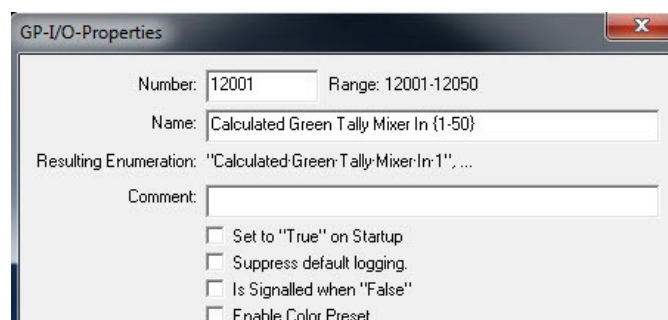 GP-I/O-Properties
Number: 12001 Range: 12001-12050
Name: Calculated Green Tally Mixer In {1-50}
Resulting Enumeration: "Calculated·Green·Tally·Mixer·In·1", ...
Comment:
Set to "True" on Startup
Suppress default logging.
Is Signalled when "False"
Enable Color Preset